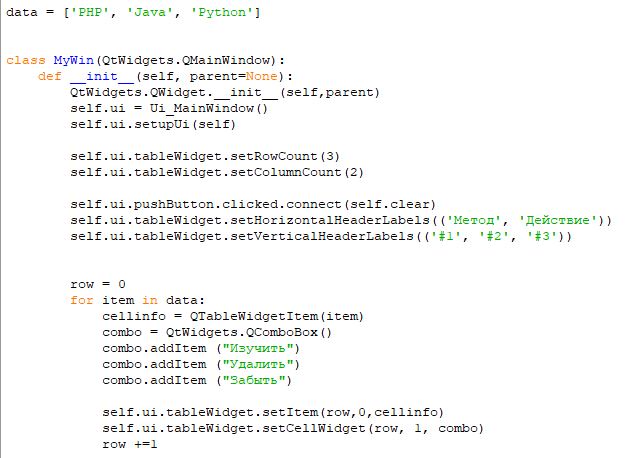 data = ['PHP', 'Java', 'Python']
class MyWin(QtWidgets.QMainWindow):
    def __init__(self, parent=None):
        QtWidgets.QWidget.__init__(self,parent)
        self.ui = Ui_MainWindow()
        self.ui.setupUi(self)
        self.ui.tableWidget.setRowCount(3)
        self.ui.tableWidget.setColumnCount(2)
        self.ui.pushButton.clicked.connect(self.clear)
        self.ui.tableWidget.setHorizontalHeaderLabels(('Метод', 'Действие'))
        self.ui.tableWidget.setVerticalHeaderLabels(('#1', '#2', '#3'))
        row = 0
        for item in data:
            cellinfo = QTableWidgetItem(item)
            combo = QtWidgets.QComboBox()
            combo.addItem ("Изучить")
            combo.addItem ("Удалить")
            combo.addItem ("Забыть")
            self.ui.tableWidget.setItem(row,0,cellinfo)
            self.ui.tableWidget.setCellWidget(row, 1, combo)
            row +=1